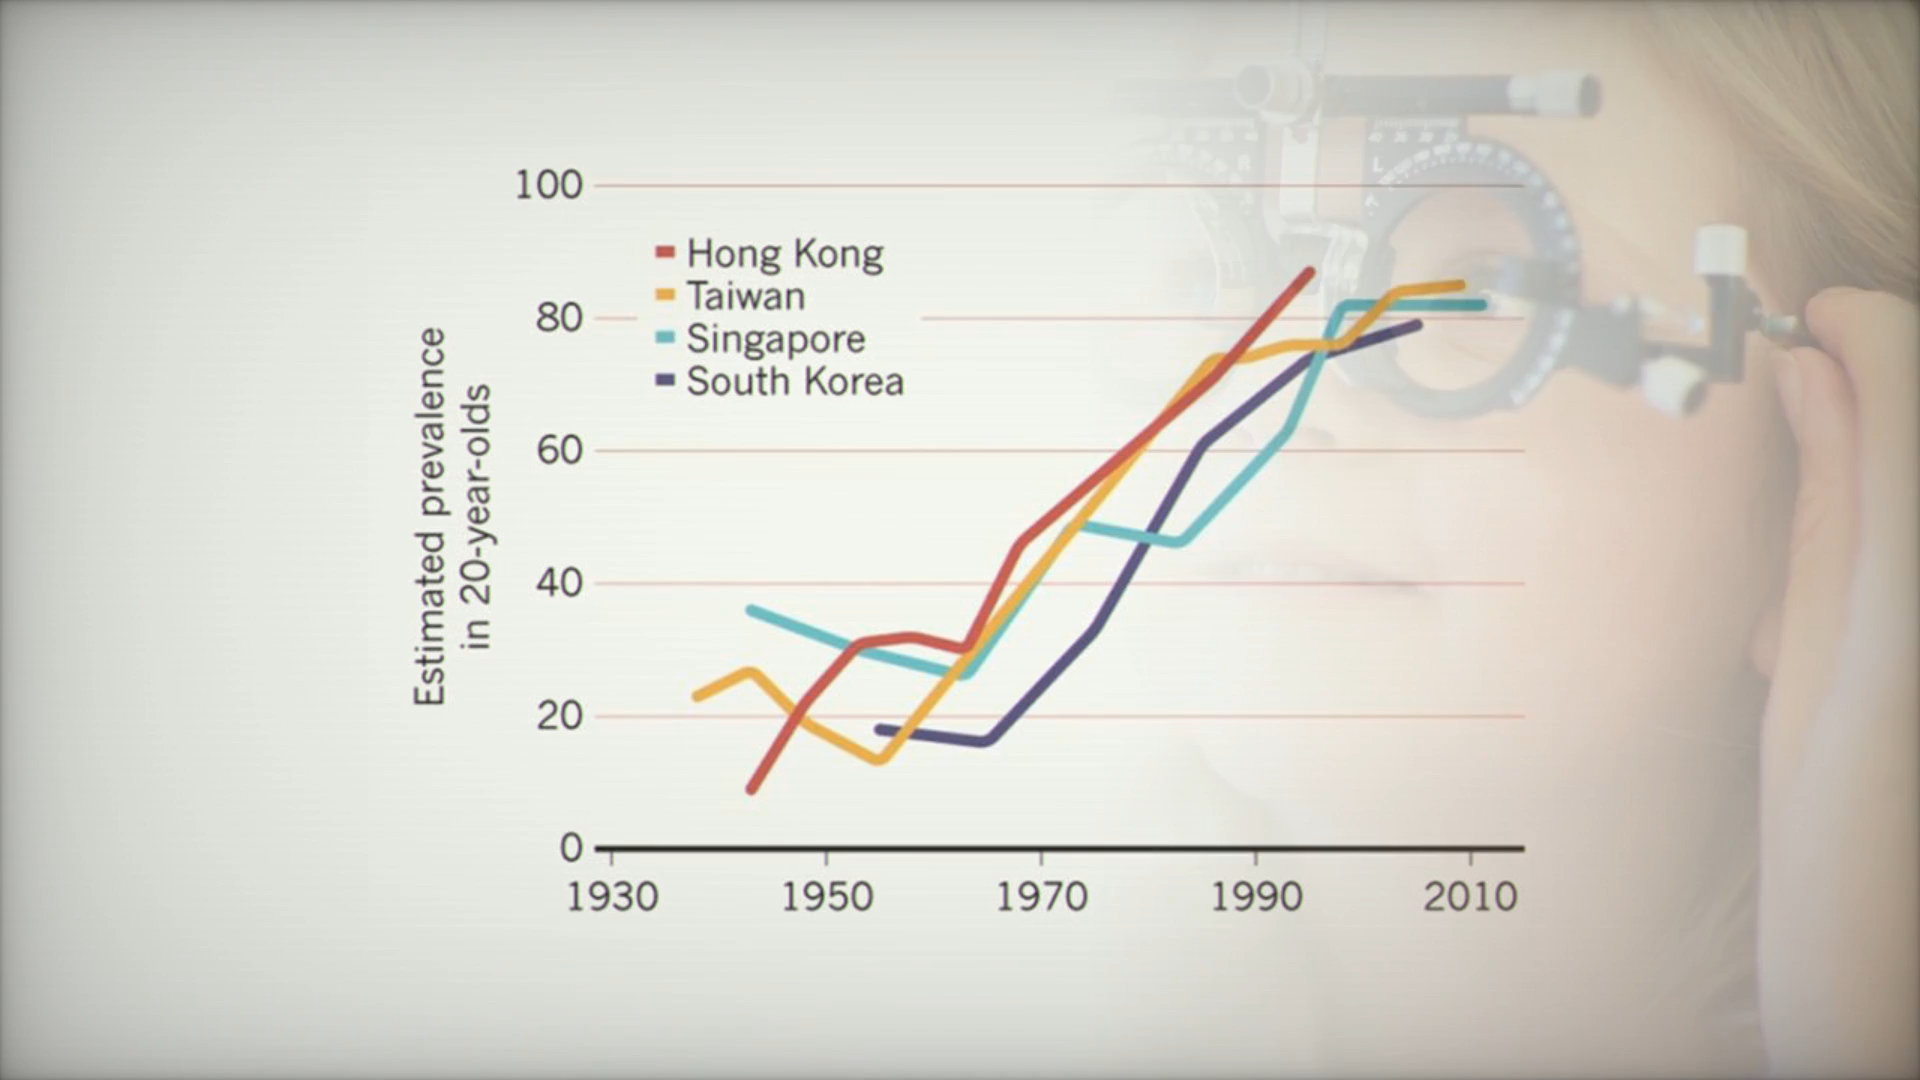 100
Hong Kong
Taiwan
80
Singapore
South Korea
Estimated prevalence
in 20-year-olds
60
40
20
0
1930 1950 1970 1990 2010
R
L